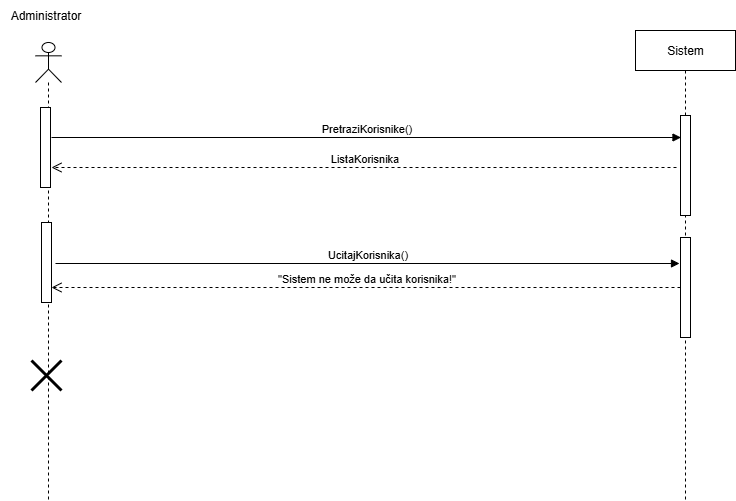 Administrator
Sistem
PretraziKorisnike()
ListaKorisnika
UcitajKorisnika()
"Sistem ne može da učita korisnika!"